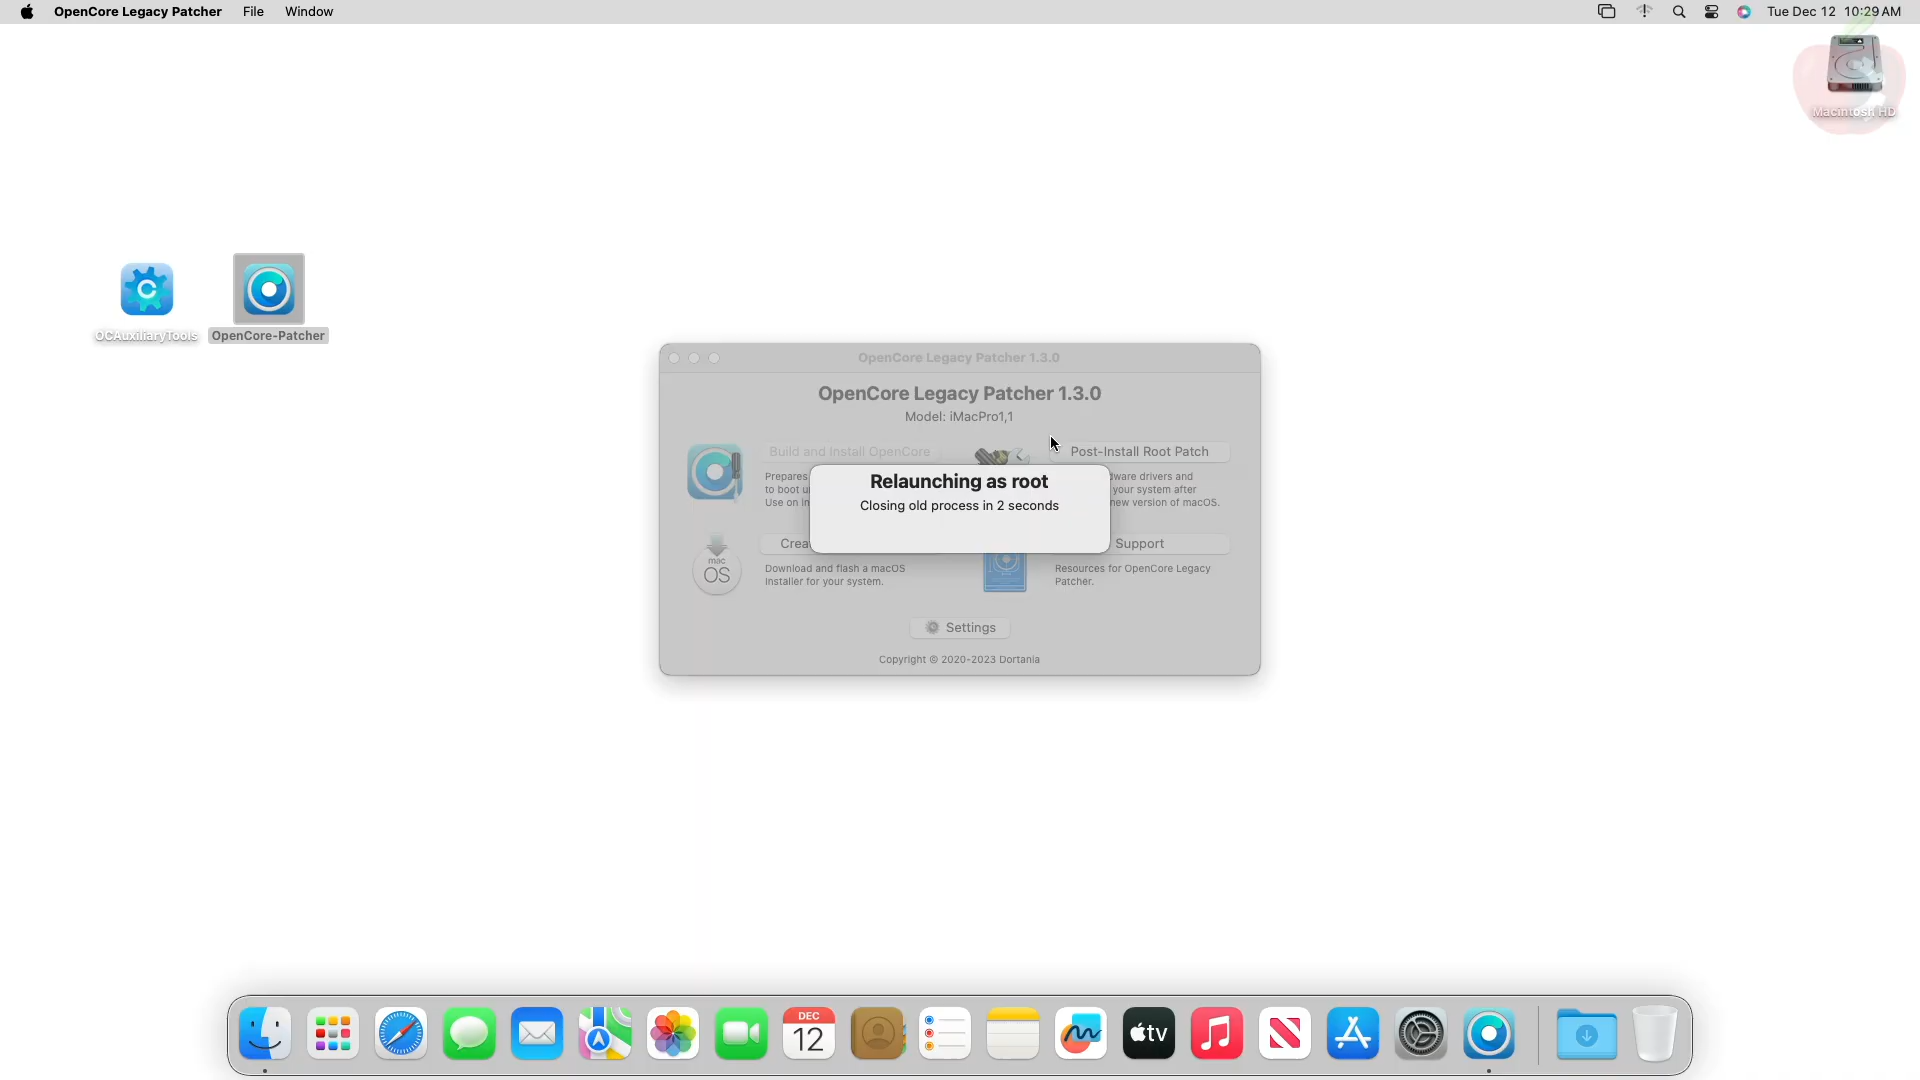 OpenCore Legacy Patcher File Window
Tue Dec 12 10:29 AM
Macintosh HD
OCAuxiliaryTools
OpenCore-Patcher
OpenCore Legacy Patcher 1.3.0
OpenCore Legacy Patcher 1.3.0
Model: iMacPro1,1
Build and Install OpenCore
Post-Install Root Patch
Prepares
to boot
Use on
and
your system after
new version of macOS.
Relaunching as root
Closing old process in 2 seconds
Support
mac
OS
Download and flash a macOS
Installer for your system.
Resources for OpenCore Legacy
Patcher.
Settings
Copyright © 2020-2023 Dortania
DEC
12
tv